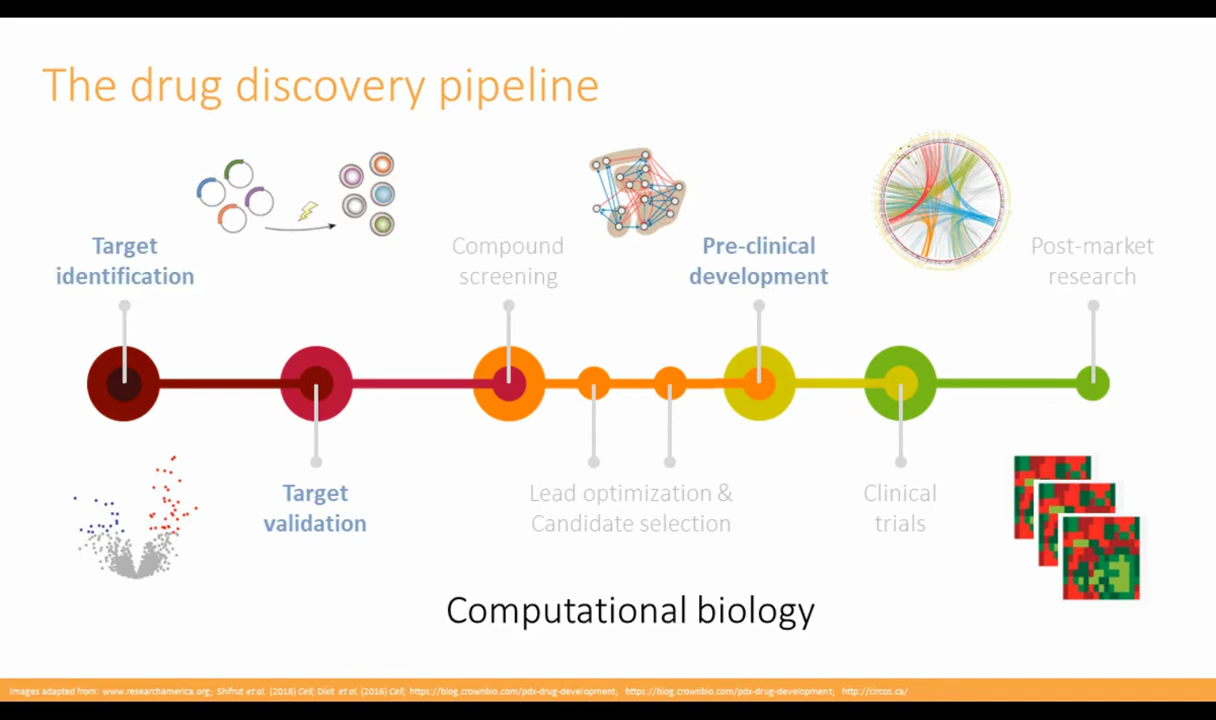 The drug discovery pipeline
Target
identification
Compound
screening
Pre-clinical
development
Post-market
research
Target
validation
Lead optimization &
Candidate selection
Clinical
trials
Computational biology
Images adapted from: www.researchamerica.org; Shifrut et al. (2018) Cell; Dixit et al. (2016) Cell; https://blog.crownbio.com/pdx-drug-development; https://blog.crownbio.com/pdx-drug-development; http://circos.ca/